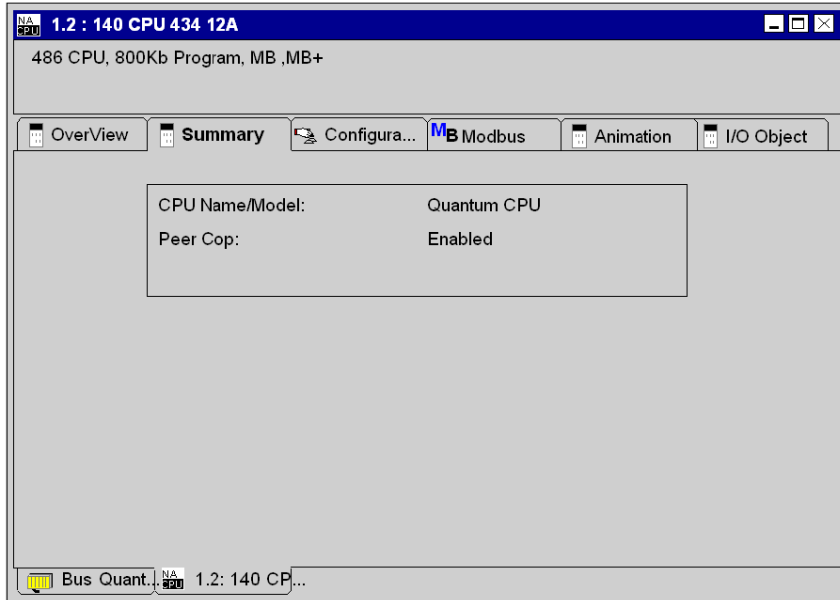 NA CPU 1.2 : 140 CPU 434 12A
486 CPU, 800Kb Program, MB ,MB+
OverView Summary Configura... MB Modbus Animation I/O Object
CPU Name/Model: Quantum CPU
Peer Cop: Enabled
Bus Quant... NA CPU 1.2: 140 CP...